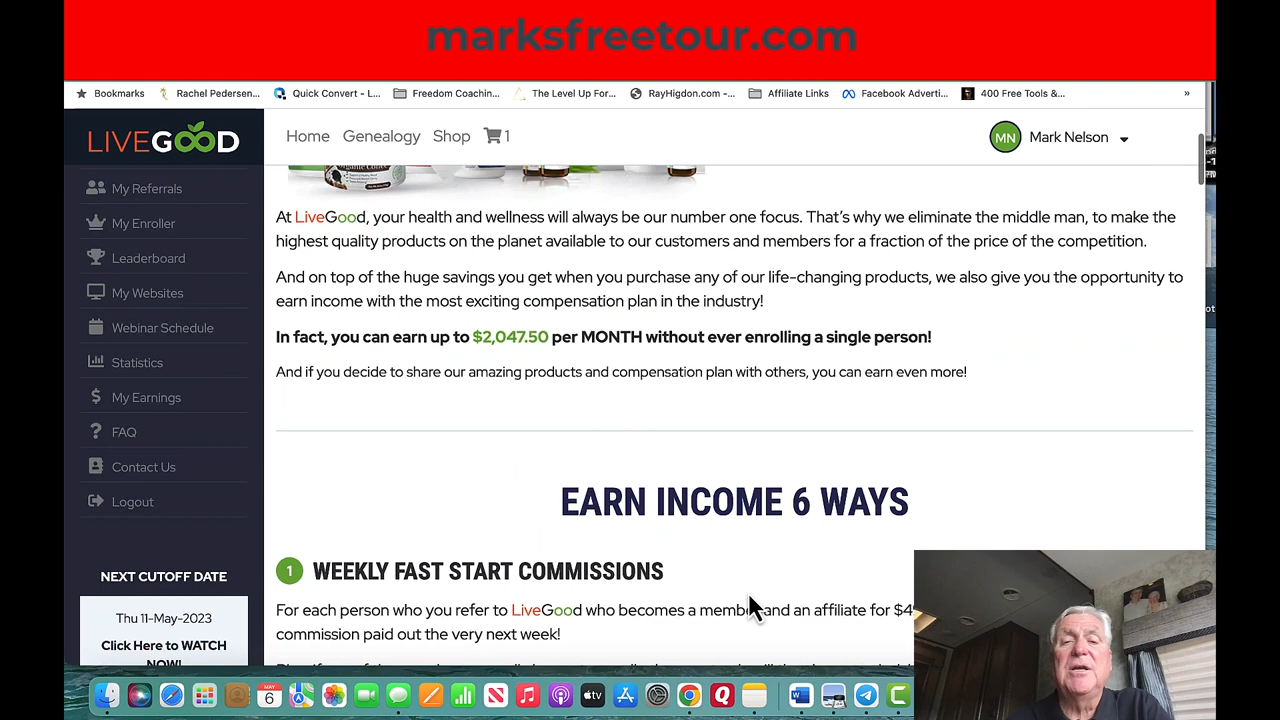 marksfreetour.com
Bookmarks Rachel Pedersen... Quick Convert - L... Freedom Coachin... The Level Up For... RayHigdon.com -... Affiliate Links Facebook Adverti... 400 Free Tools &... »
LIVEGOOD Home Genealogy Shop 1 MN Mark Nelson
My Referrals
My Enroller
Leaderboard
My Websites
Webinar Schedule
Statistics
My Earnings
FAQ
Contact Us
Logout
NEXT CUTOFF DATE
Thu 11-May-2023
Click Here to WATCH
NOW!
At LiveGood, your health and wellness will always be our number one focus. That's why we eliminate the middle man, to make the
highest quality products on the planet available to our customers and members for a fraction of the price of the competition.
And on top of the huge savings you get when you purchase any of our life-changing products, we also give you the opportunity to
earn income with the most exciting compensation plan in the industry!
In fact, you can earn up to $2,047.50 per MONTH without ever enrolling a single person!
And if you decide to share our amazing products and compensation plan with others, you can earn even more!
EARN INCOME 6 WAYS
1 WEEKLY FAST START COMMISSIONS
For each person who you refer to LiveGood who becomes a member and an affiliate for $4
commission paid out the very next week!
MAY
6
tv